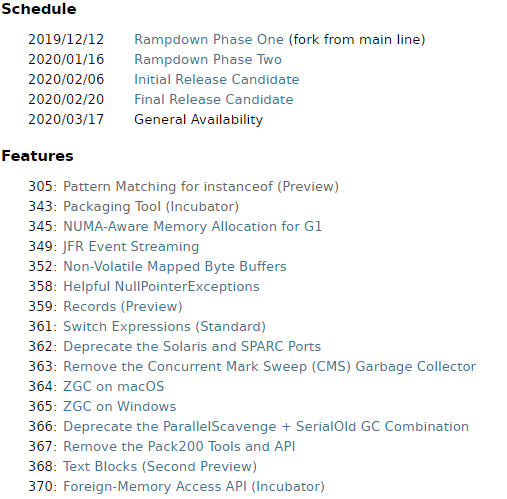 Schedule
2019/12/12 Rampdown Phase One (fork from main line)
2020/01/16 Rampdown Phase Two
2020/02/06 Initial Release Candidate
2020/02/20 Final Release Candidate
2020/03/17 General Availability
Features
305: Pattern Matching for instanceof (Preview)
343: Packaging Tool (Incubator)
345: NUMA-Aware Memory Allocation for G1
349: JFR Event Streaming
352: Non-Volatile Mapped Byte Buffers
358: Helpful NullPointerExceptions
359: Records (Preview)
361: Switch Expressions (Standard)
362: Deprecate the Solaris and SPARC Ports
363: Remove the Concurrent Mark Sweep (CMS) Garbage Collector
364: ZGC on macOS
365: ZGC on Windows
366: Deprecate the ParallelScavenge + SerialOld GC Combination
367: Remove the Pack200 Tools and API
368: Text Blocks (Second Preview)
370: Foreign-Memory Access API (Incubator)